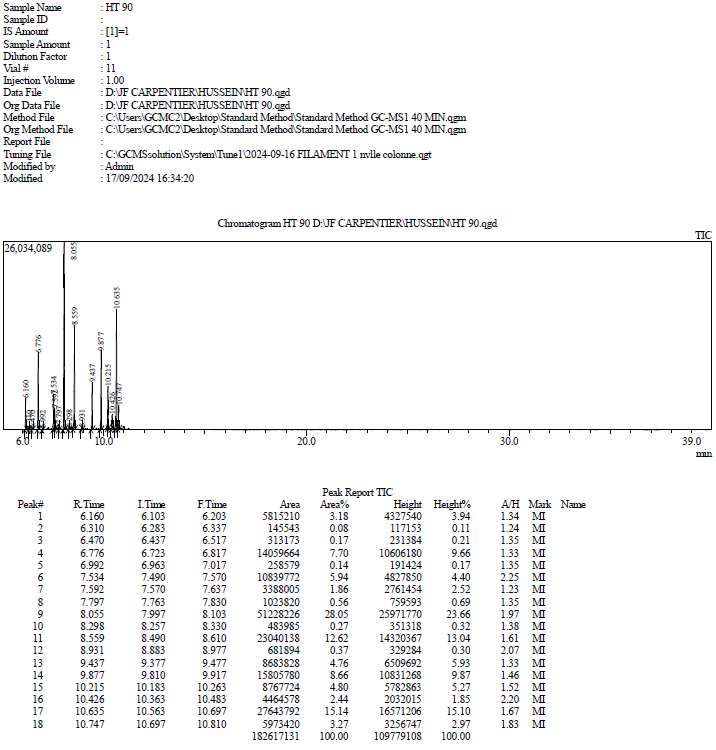 Sample Name : HT 90
Sample ID :
IS Amount : [1]=1
Sample Amount : 1
Dilution Factor : 1
Vial # : 11
Injection Volume : 1.00
Data File : D:\JF CARPENTIER\HUSSEIN\HT 90.qgd
Org Data File : D:\JF CARPENTIER\HUSSEIN\HT 90.qgd
Method File : C:\Users\GCMC2\Desktop\Standard Method\Standard Method GC-MS1 40 MIN.qgm
Org Method File : C:\Users\GCMC2\Desktop\Standard Method\Standard Method GC-MS1 40 MIN.qgm
Report File :
Tuning File : C:\GCMSsolution\System\Tune1\2024-09-16 FILAMENT 1 nvlle colonne.qgt
Modified by : Admin
Modified : 17/09/2024 16:34:20
Chromatogram HT 90 D:\JF CARPENTIER\HUSSEIN\HT 90.qgd
TIC
26,034,089
6.160
6.776
7.534
8.055
8.559
9.437
9.877
10.215
10.426
10.635
10.747
6.0 10.0 20.0 30.0 39.0
min
Peak Report TIC
Peak# R.Time I.Time F.Time Area Area% Height Height% A/H Mark Name
1 6.160 6.103 6.203 5815210 3.18 4327540 3.94 1.34 MI
2 6.310 6.283 6.337 145543 0.08 117153 0.11 1.24 MI
3 6.470 6.437 6.517 313173 0.17 231384 0.21 1.35 MI
4 6.776 6.723 6.817 14059664 7.70 10606180 9.66 1.33 MI
5 6.992 6.963 7.017 258579 0.14 191424 0.17 1.35 MI
6 7.534 7.490 7.570 10839772 5.94 4827850 4.40 2.25 MI
7 7.592 7.570 7.637 3388005 1.86 2761454 2.52 1.23 MI
8 7.797 7.763 7.830 1023820 0.56 759593 0.69 1.35 MI
9 8.055 7.997 8.103 51228226 28.05 25971770 23.66 1.97 MI
10 8.298 8.257 8.330 483985 0.27 351318 0.32 1.38 MI
11 8.559 8.490 8.610 23040138 12.62 14320367 13.04 1.61 MI
12 8.931 8.883 8.977 681894 0.37 329284 0.30 2.07 MI
13 9.437 9.377 9.477 8683828 4.76 6509692 5.93 1.33 MI
14 9.877 9.810 9.917 15805780 8.66 10831268 9.87 1.46 MI
15 10.215 10.183 10.263 8767724 4.80 5782863 5.27 1.52 MI
16 10.426 10.363 10.483 4464578 2.44 2032015 1.85 2.20 MI
17 10.635 10.563 10.697 27643792 15.14 16571206 15.10 1.67 MI
18 10.747 10.697 10.810 5973420 3.27 3256747 2.97 1.83 MI
182617131 100.00 109779108 100.00